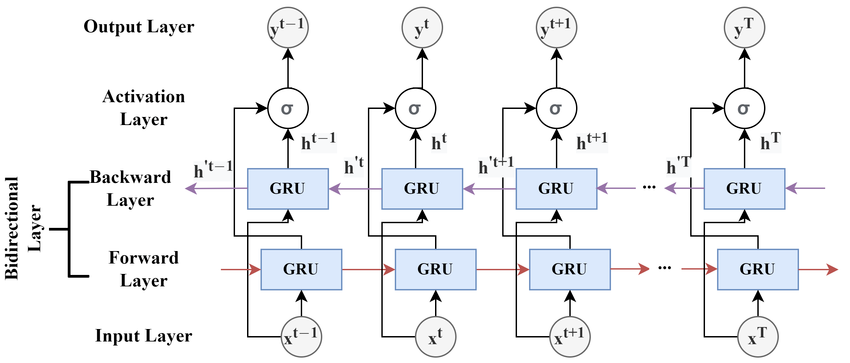 Output Layer
y^t−1 y^t y^t+1 y^T
Activation
Layer
σ σ σ σ
h^t−1 h^t h^t+1 h^T
h'^t−1 h'^t h'^t+1 h'^T
Bidirectional
Layer
Backward
Layer
GRU GRU GRU ... GRU
Forward
Layer
GRU GRU GRU ... GRU
Input Layer
x^t−1 x^t x^t+1 x^T